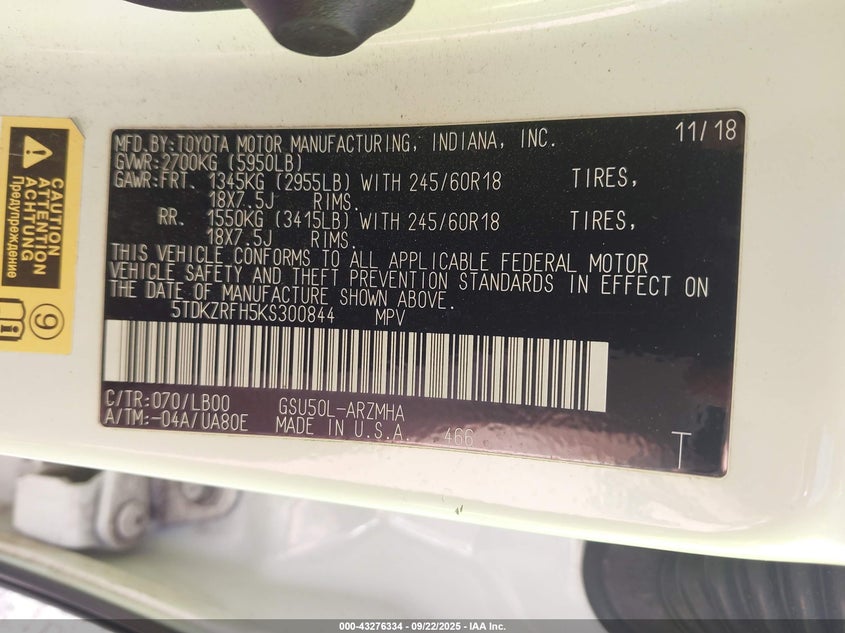 MFD.BY:TOYOTA MOTOR MANUFACTURING, INDIANA, INC. 11/18
GVWR:2700KG (5950LB)
GAWR:FRT. 1345KG (2955LB) WITH 245/60R18 TIRES,
18X7.5J RIMS.
RR. 1550KG (3415LB) WITH 245/60R18 TIRES,
18X7.5J RIMS.
THIS VEHICLE CONFORMS TO ALL APPLICABLE FEDERAL MOTOR
VEHICLE SAFETY AND THEFT PREVENTION STANDARDS IN EFFECT ON
THE DATE OF MANUFACTURE SHOWN ABOVE.
5TDKZRFH5KS300844 MPV
C/TR:070/LB00 GSU50L-ARZMHA
A/TM:-04A/UA80E MADE IN U.S.A. 466 T
CAUTION
ATTENTION
ACHTUNG
Предупреждение
9
000-43276334 - 09/22/2025 - IAA Inc.